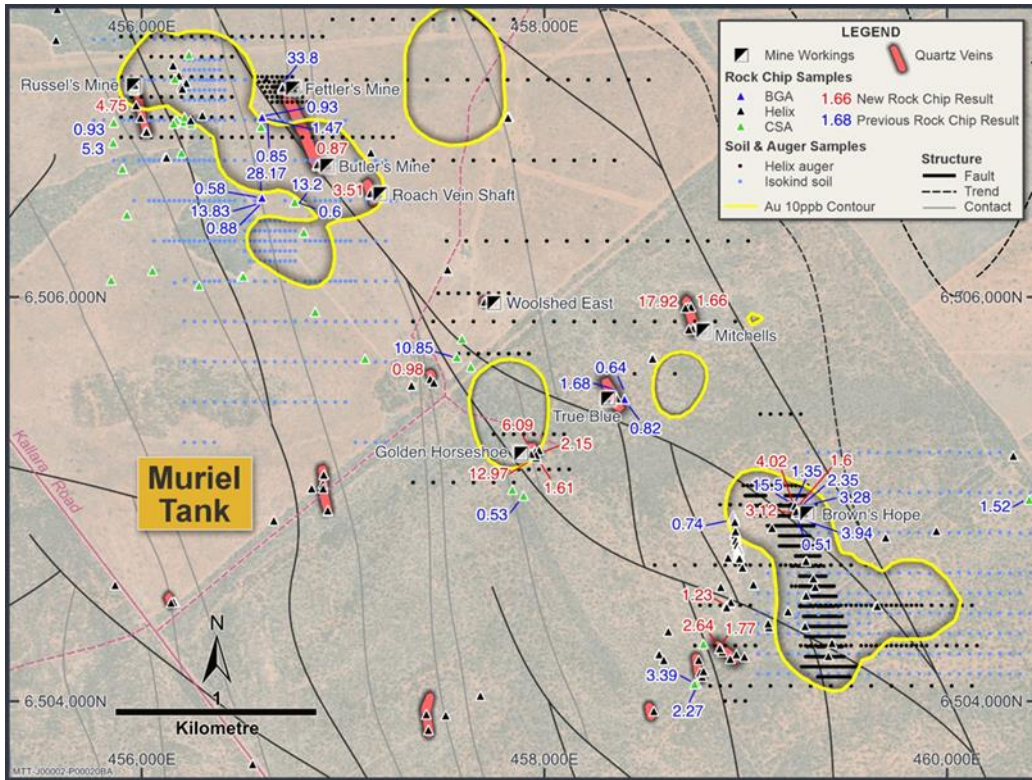 456,000E
458,000E
LEGEND
Mine Workings
Quartz Veins
Rock Chip Samples
BGA
Helix
CSA
1.66 New Rock Chip Result
1.68 Previous Rock Chip Result
Soil & Auger Samples
Helix auger
Isokind soil
Au 10ppb Contour
Structure
Fault
Trend
Contact
33.8
Russel's Mine
Fettler's Mine
4.75
0.93
0.93
1.47
5.3
0.87
0.85
Butler's Mine
28.17
0.58
13.2
3.51
Roach Vein Shaft
13.83
0.6
0.88
6,506,000N
6,506,000N
Woolshed East
17.92
1.66
Mitchells
10.85
0.98
0.64
1.68
True Blue
0.82
6.09
2.15
Golden Horseshoe
12.97
1.61
0.53
Kallara Road
Muriel
Tank
4.02
1.35
1.6
15.5
2.35
3.28
3.12
Brown's Hope
1.52
0.74
3.94
0.51
1.23
2.64
1.77
3.39
2.27
N
1
Kilometre
6,504,000N
6,504,000N
456,000E
458,000E
460,000E
MTT-J00002-P00020BA